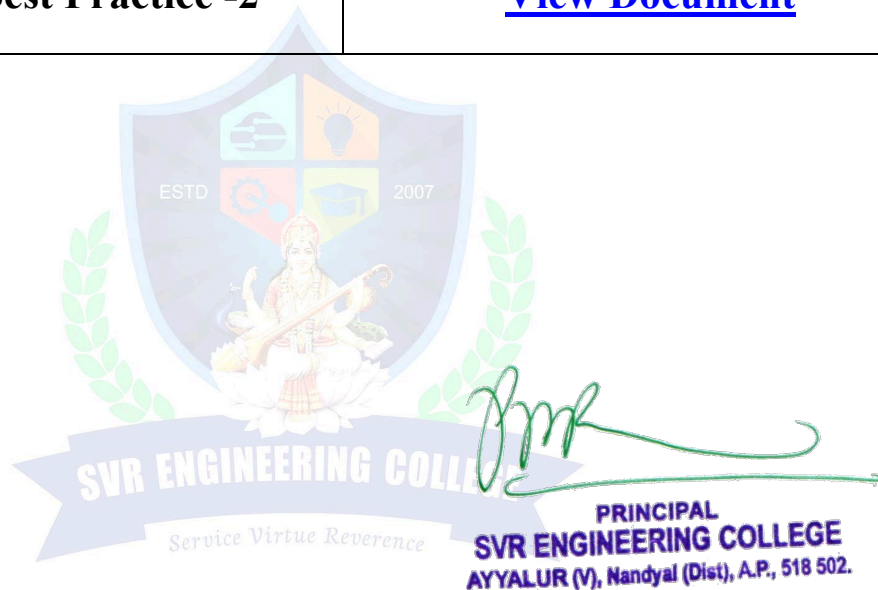 Best Practice -2 View Document
ESTD 2007
SVR ENGINEERING COLLEGE
Service Virtue Reverence
PRINCIPAL
SVR ENGINEERING COLLEGE
AYYALUR (V), Nandyal (Dist), A.P., 518 502.